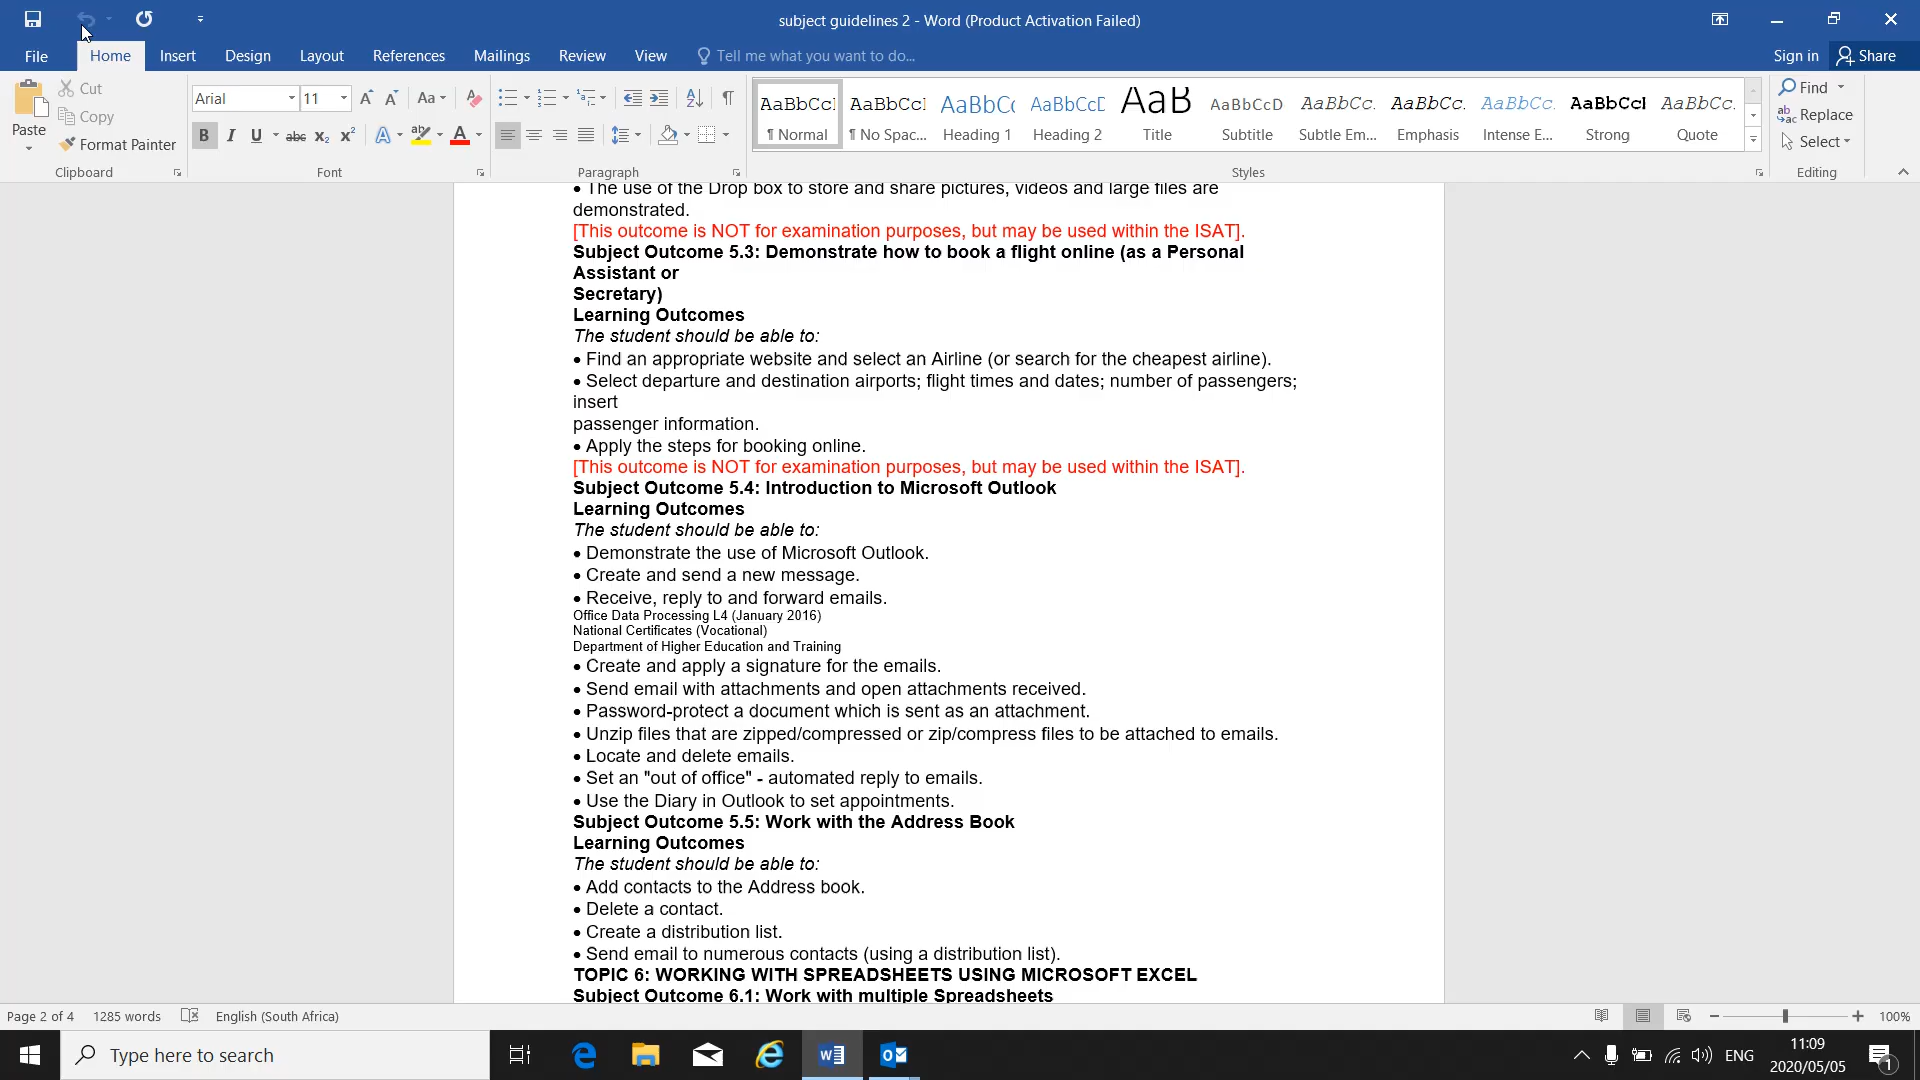 subject guidelines 2 - Word (Product Activation Failed)
File Home Insert Design Layout References Mailings Review View Tell me what you want to do... Sign in Share
Paste Cut Copy Format Painter Clipboard
Arial 11 Font
Paragraph
AaBbCcI AaBbCcI AaBbCc AaBbCcD AaB AaBbCcD AaBbCc. AaBbCc. AaBbCc. AaBbCcI AaBbCc.
¶ Normal ¶ No Spac... Heading 1 Heading 2 Title Subtitle Subtle Em... Emphasis Intense E... Strong Quote
Styles
Find Replace Select Editing
• The use of the Drop box to store and share pictures, videos and large files are
demonstrated.
[This outcome is NOT for examination purposes, but may be used within the ISAT].
Subject Outcome 5.3: Demonstrate how to book a flight online (as a Personal
Assistant or
Secretary)
Learning Outcomes
The student should be able to:
• Find an appropriate website and select an Airline (or search for the cheapest airline).
• Select departure and destination airports; flight times and dates; number of passengers;
insert
passenger information.
• Apply the steps for booking online.
[This outcome is NOT for examination purposes, but may be used within the ISAT].
Subject Outcome 5.4: Introduction to Microsoft Outlook
Learning Outcomes
The student should be able to:
• Demonstrate the use of Microsoft Outlook.
• Create and send a new message.
• Receive, reply to and forward emails.
Office Data Processing L4 (January 2016)
National Certificates (Vocational)
Department of Higher Education and Training
• Create and apply a signature for the emails.
• Send email with attachments and open attachments received.
• Password-protect a document which is sent as an attachment.
• Unzip files that are zipped/compressed or zip/compress files to be attached to emails.
• Locate and delete emails.
• Set an "out of office" - automated reply to emails.
• Use the Diary in Outlook to set appointments.
Subject Outcome 5.5: Work with the Address Book
Learning Outcomes
The student should be able to:
• Add contacts to the Address book.
• Delete a contact.
• Create a distribution list.
• Send email to numerous contacts (using a distribution list).
TOPIC 6: WORKING WITH SPREADSHEETS USING MICROSOFT EXCEL
Subject Outcome 6.1: Work with multiple Spreadsheets
Page 2 of 4 1285 words English (South Africa) 100%
Type here to search ENG 11:09
2020/05/05 1